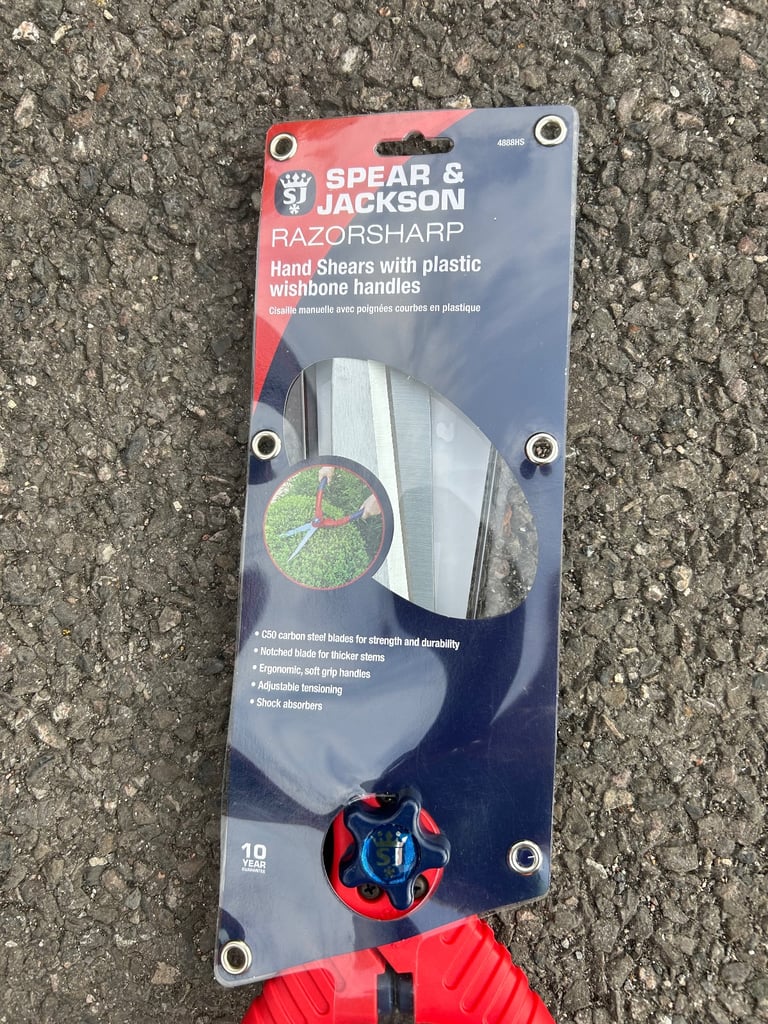 4888HS
SJ
SPEAR &
JACKSON
RAZORSHARP
Hand Shears with plastic
wishbone handles
Cisaille manuelle avec poignées courbes en plastique
• C50 carbon steel blades for strength and durability
• Notched blade for thicker stems
• Ergonomic, soft grip handles
• Adjustable tensioning
• Shock absorbers
10
YEAR
GUARANTEE
SJ